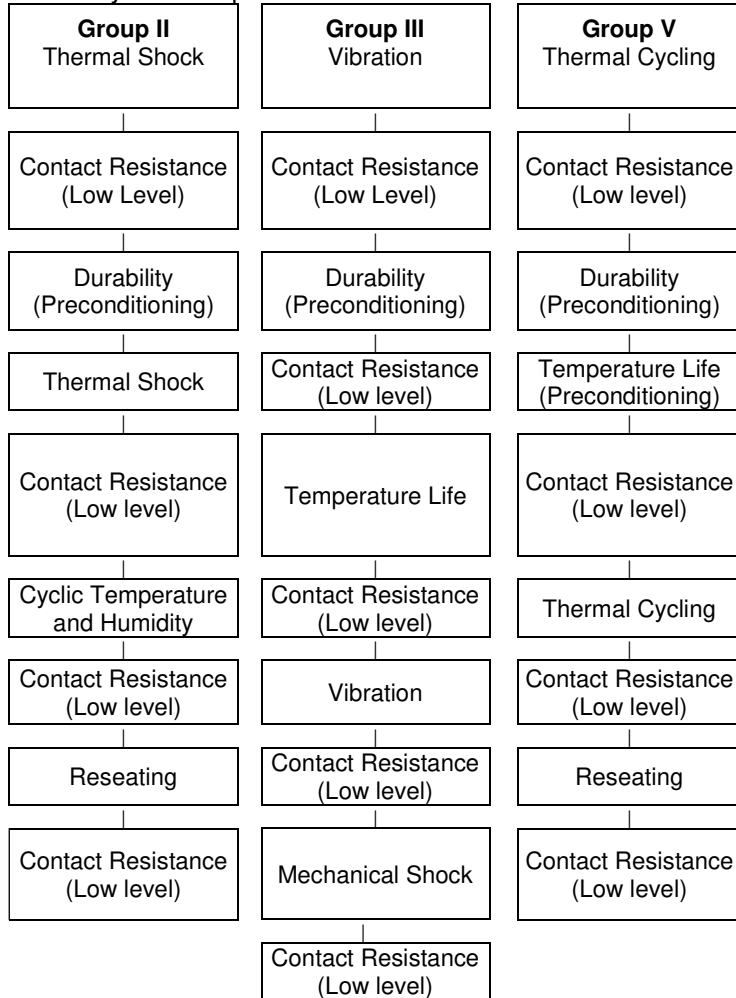 Group II
Thermal Shock
Contact Resistance
(Low Level)
Durability
(Preconditioning)
Thermal Shock
Contact Resistance
(Low level)
Cyclic Temperature
and Humidity
Contact Resistance
(Low level)
Reseating
Contact Resistance
(Low level)
Group III
Vibration
Contact Resistance
(Low Level)
Durability
(Preconditioning)
Contact Resistance
(Low level)
Temperature Life
Contact Resistance
(Low level)
Vibration
Contact Resistance
(Low level)
Mechanical Shock
Contact Resistance
(Low level)
Group V
Thermal Cycling
Contact Resistance
(Low level)
Durability
(Preconditioning)
Temperature Life
(Preconditioning)
Contact Resistance
(Low level)
Thermal Cycling
Contact Resistance
(Low level)
Reseating
Contact Resistance
(Low level)